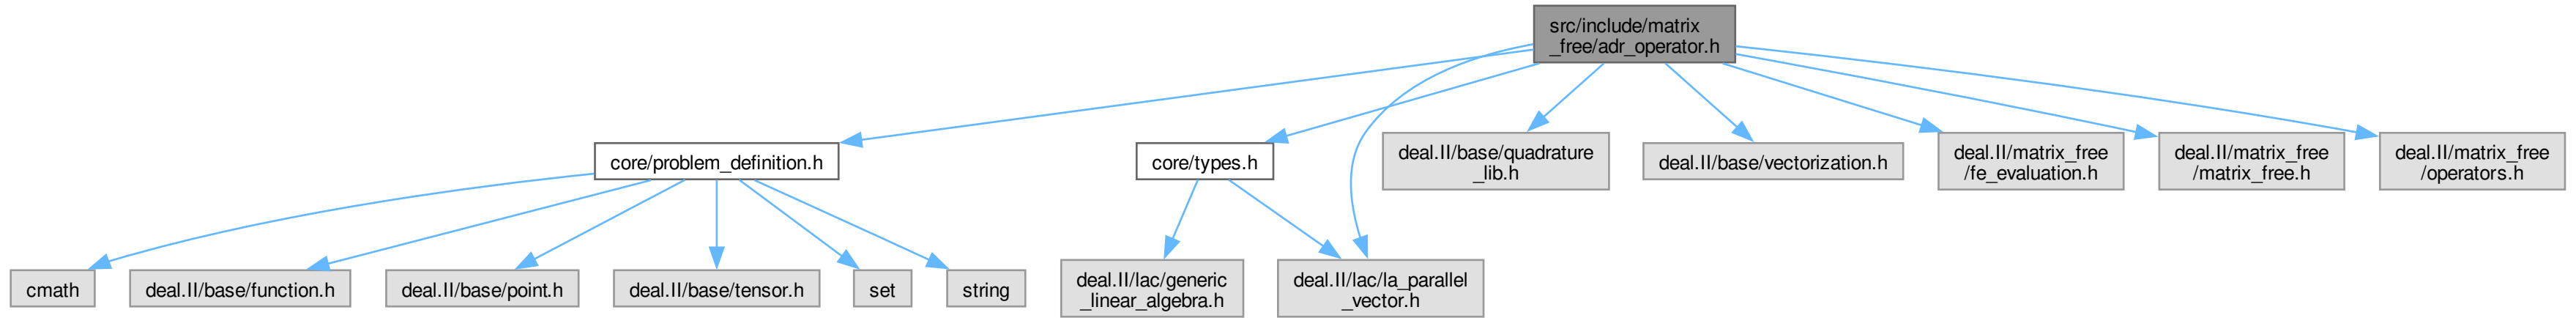 src/include/matrix
_free/adr_operator.h
core/problem_definition.h
core/types.h
deal.II/base/quadrature
_lib.h
deal.II/base/vectorization.h
deal.II/matrix_free
/fe_evaluation.h
deal.II/matrix_free
/matrix_free.h
deal.II/matrix_free
/operators.h
cmath
deal.II/base/function.h
deal.II/base/point.h
deal.II/base/tensor.h
set
string
deal.II/lac/generic
_linear_algebra.h
deal.II/lac/la_parallel
_vector.h